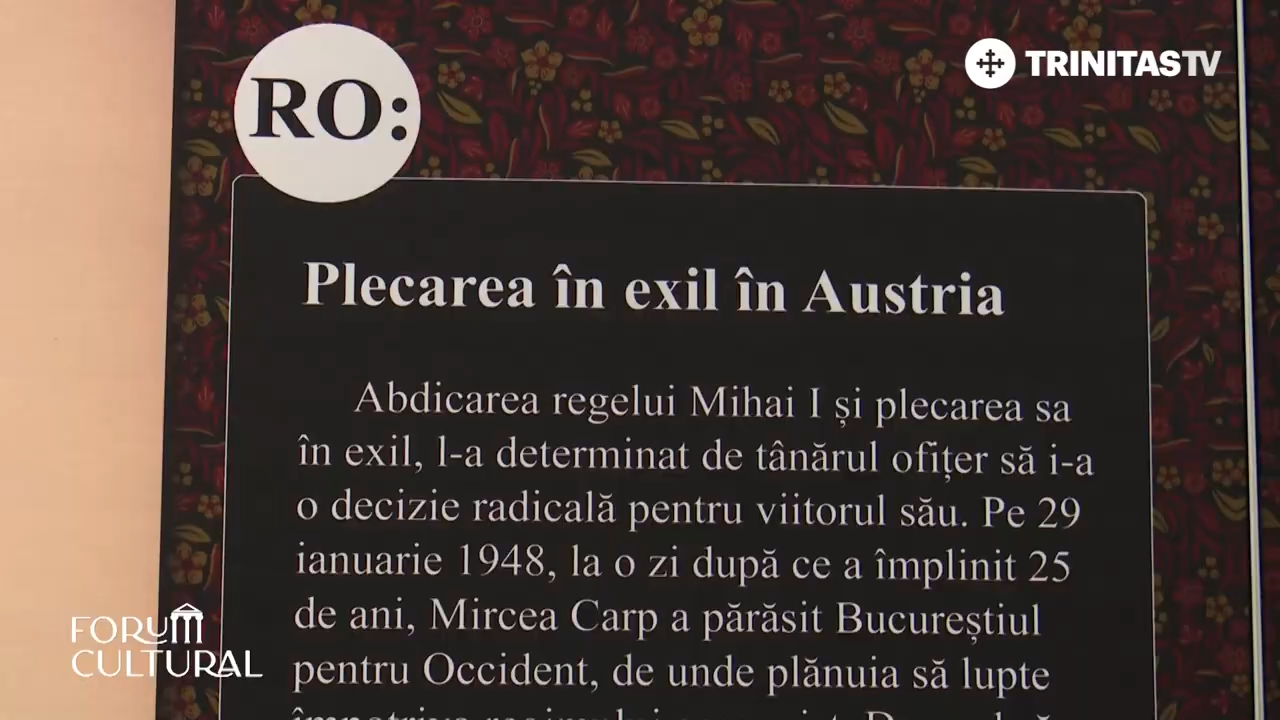 RO:
TRINITASTV
Plecarea în exil în Austria
Abdicarea regelui Mihai I și plecarea sa
în exil, l-a determinat de tânărul ofițer să i-a
o decizie radicală pentru viitorul său. Pe 29
ianuarie 1948, la o zi după ce a împlinit 25
de ani, Mircea Carp a părăsit Bucureștiul
pentru Occident, de unde plănuia să lupte
FORUM
CULTURAL